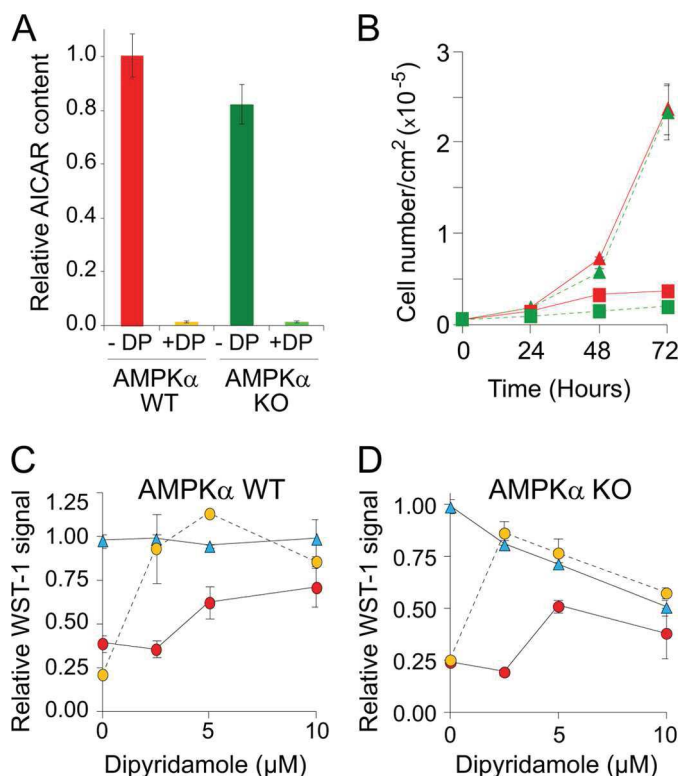 A
Relative AICAR content
1.0
0.8
0.6
0.4
0.2
0.0
- DP +DP - DP +DP
AMPKα WT
AMPKα KO
B
Cell number/cm² (x10⁻⁵)
3
2
1
0
0 24 48 72
Time (Hours)
C
AMPKα WT
Relative WST-1 signal
1.25
1.00
0.75
0.50
0.25
0.00
0 5 10
Dipyridamole (μM)
D
AMPKα KO
Relative WST-1 signal
1.00
0.75
0.50
0.25
0.00
0 5 10
Dipyridamole (μM)